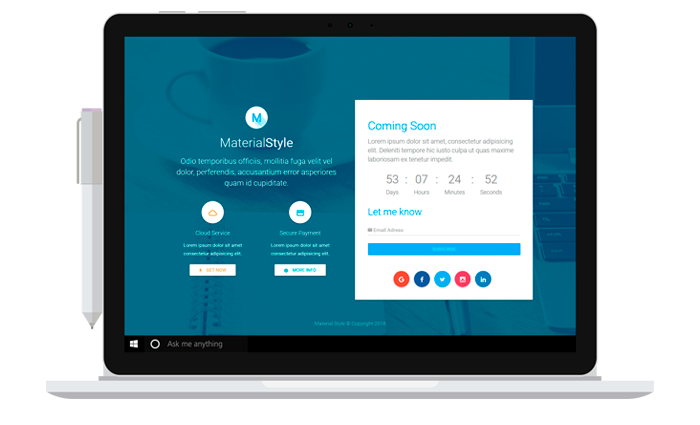 M
MaterialStyle
Odio temporibus officiis, mollitia fuga velit vel
dolor, perferendis, accusantium error asperiores
quam id cupiditate.
Cloud Service
Lorem ipsum dolor sit amet
consectetur adipisicing elit.
GET NOW
Secure Payment
Lorem ipsum dolor sit amet
consectetur adipisicing elit.
MORE INFO
Coming Soon
Lorem ipsum dolor sit amet, consectetur adipisicing
elit. Deleniti tempore hic iusto culpa ut quas maxime
laboriosam ex tenetur impedit
53 : 07 : 24 : 52
Days Hours Minutes Seconds
Let me know
Email Adress
SUBSCRIBE
G f in
Material Style © Copyright 2016
Ask me anything